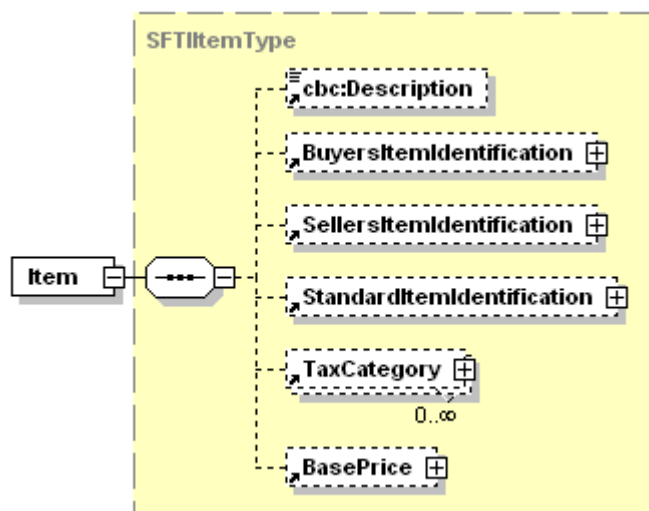 SFTIItemType
cbc:Description
BuyersItemIdentification
SellersItemIdentification
Item
StandardItemIdentification
TaxCategory
0..∞
BasePrice